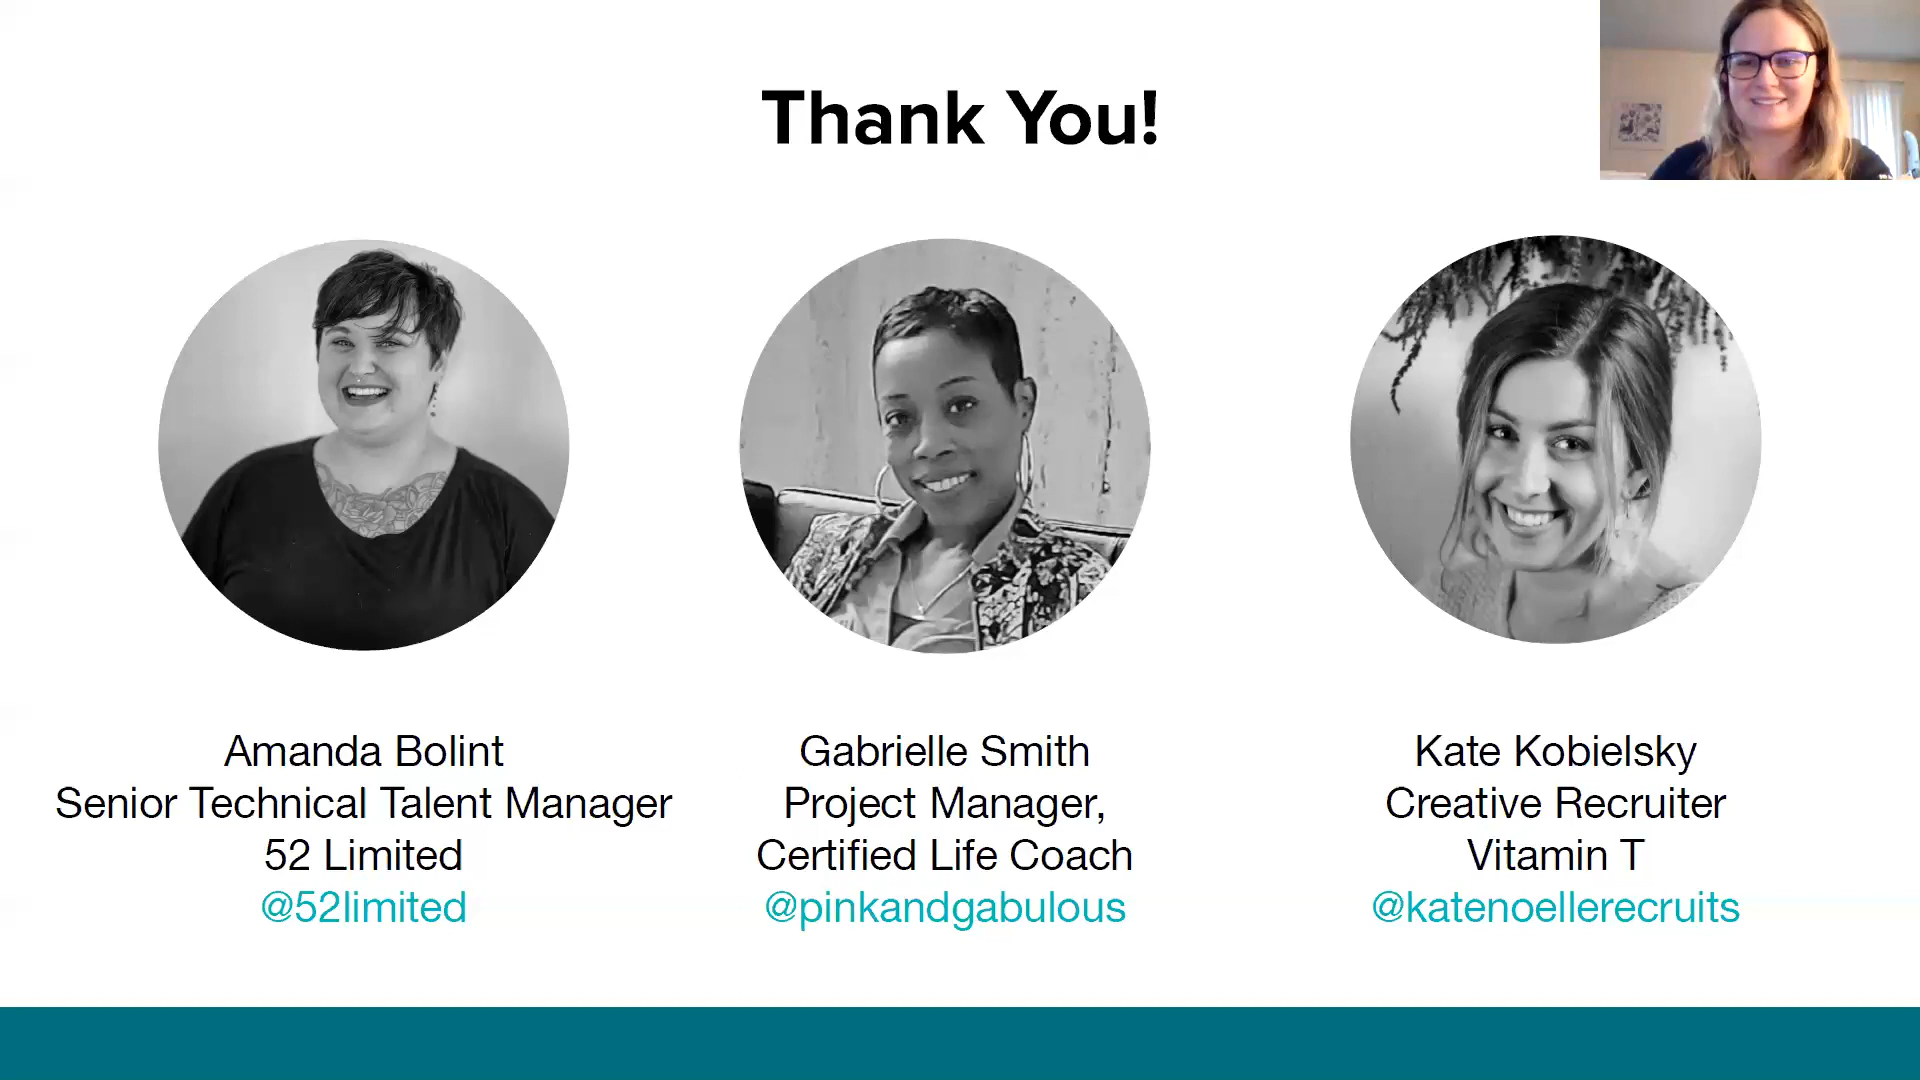 Thank You!
Amanda Bolint
Senior Technical Talent Manager
52 Limited
@52limited
Gabrielle Smith
Project Manager,
Certified Life Coach
@pinkandgabulous
Kate Kobielsky
Creative Recruiter
Vitamin T
@katenoellerecruits